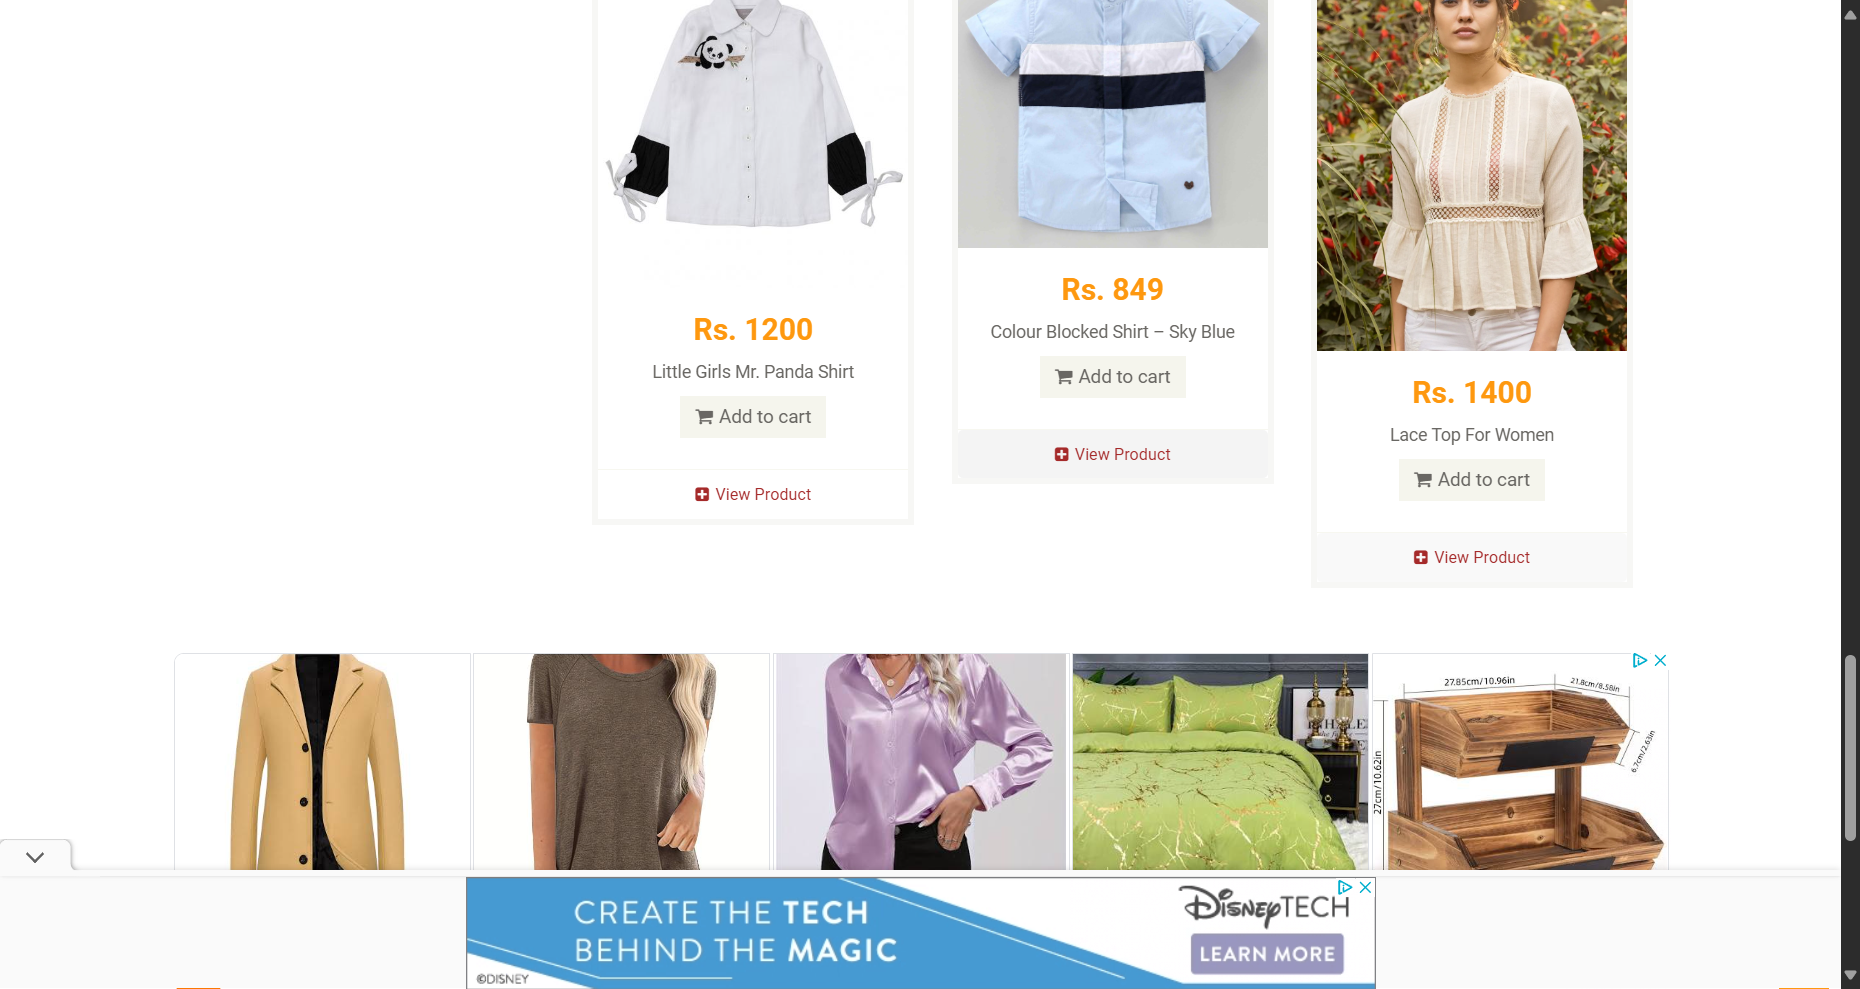 Rs. 1200
Little Girls Mr. Panda Shirt
Add to cart
View Product
Rs. 849
Colour Blocked Shirt – Sky Blue
Add to cart
View Product
Rs. 1400
Lace Top For Women
Add to cart
View Product
27.85cm/10.96in
21.8cm/8.58in
6.7cm/2.63in
27cm/10.62in
CREATE THE TECH
BEHIND THE MAGIC
©DISNEY
DISNEYTECH
LEARN MORE